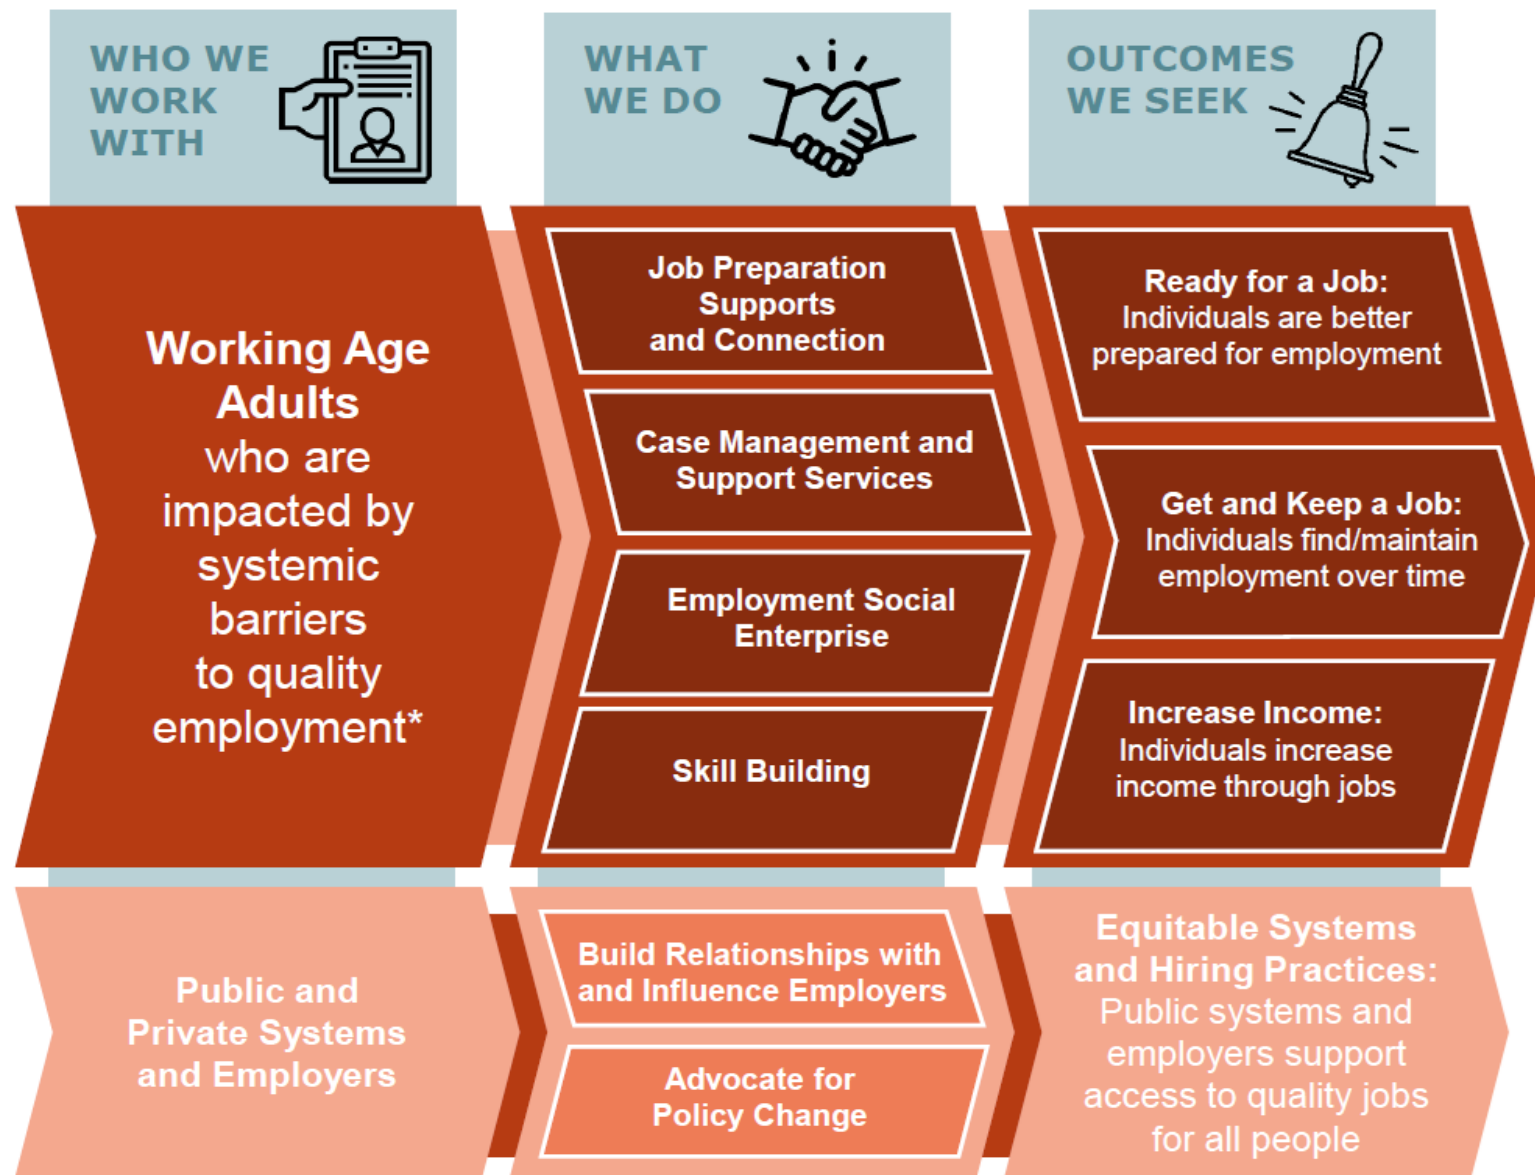 WHO WE
WORK
WITH
WHAT
WE DO
OUTCOMES
WE SEEK
Working Age
Adults
who are
impacted by
systemic
barriers
to quality
employment*
Job Preparation
Supports
and Connection
Case Management and
Support Services
Employment Social
Enterprise
Skill Building
Ready for a Job:
Individuals are better
prepared for employment
Get and Keep a Job:
Individuals find/maintain
employment over time
Increase Income:
Individuals increase
income through jobs
Public and
Private Systems
and Employers
Build Relationships with
and Influence Employers
Advocate for
Policy Change
Equitable Systems
and Hiring Practices:
Public systems and
employers support
access to quality jobs
for all people